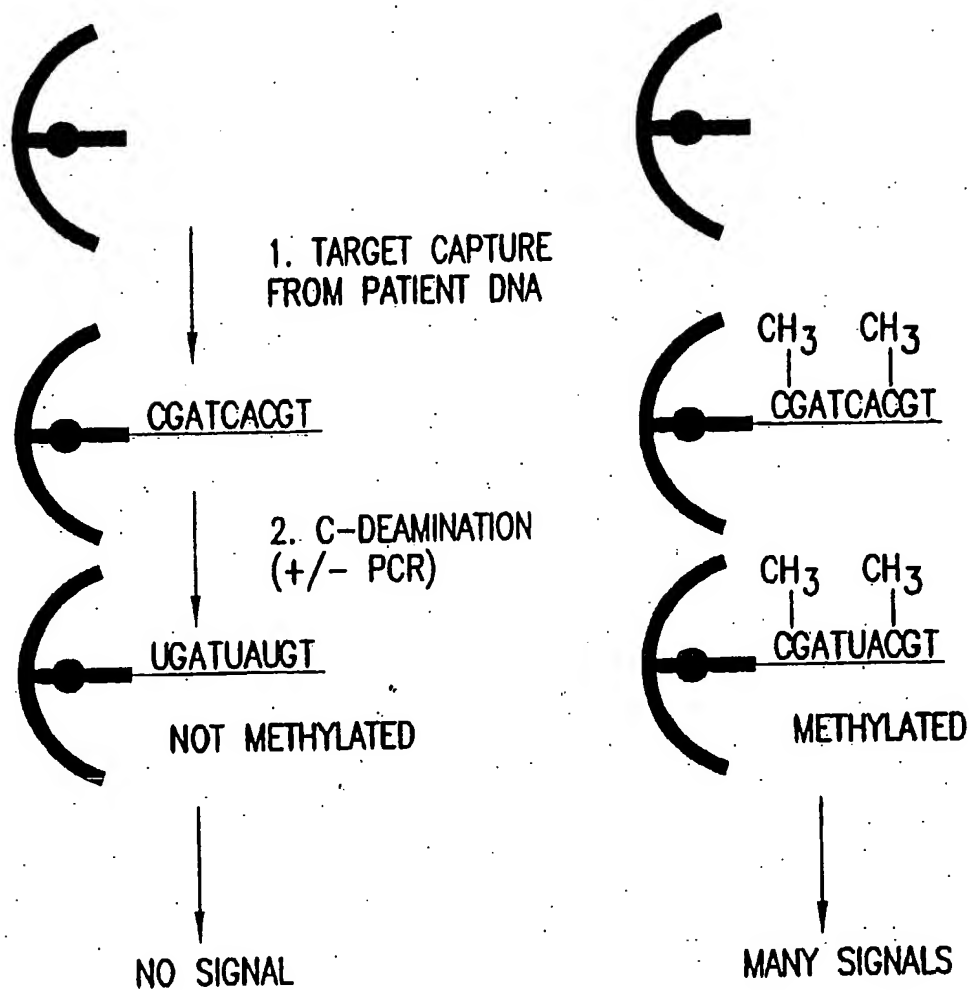 1. TARGET CAPTURE
FROM PATIENT DNA
CH3 CH3
CGATCACGT
CGATCACGT
2. C-DEAMINATION
(+/- PCR)
CH3 CH3
UGATUAUGT
CGATUACGT
NOT METHYLATED
METHYLATED
NO SIGNAL
MANY SIGNALS